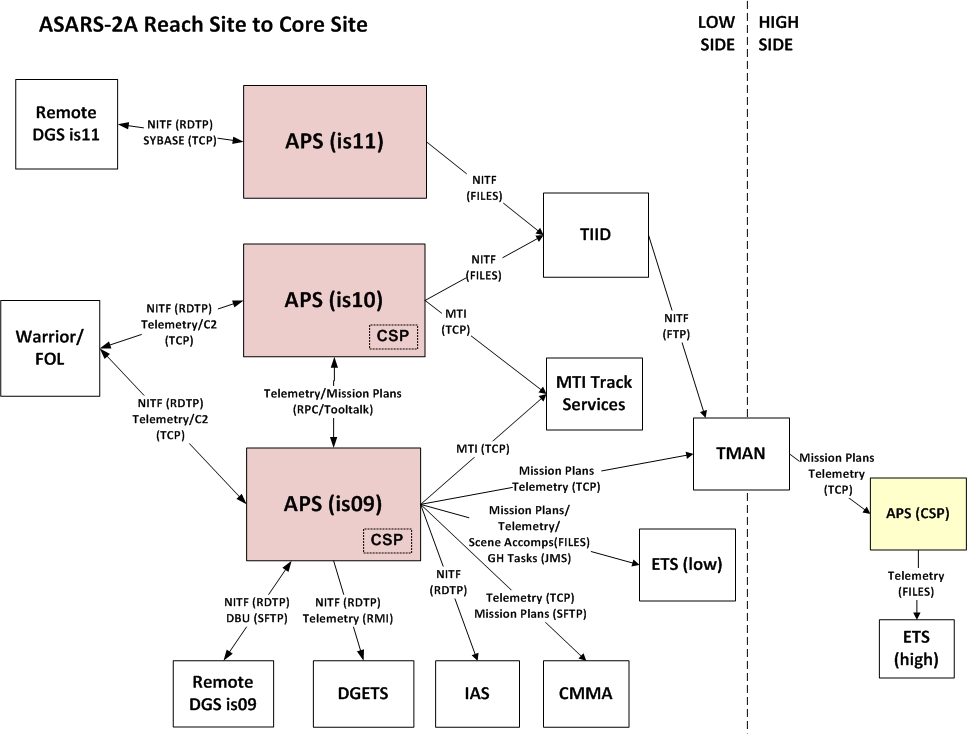 ASARS-2A Reach Site to Core Site
LOW
SIDE
HIGH
SIDE
Remote
DGS is11
NITF (RDTP)
SYBASE (TCP)
APS (is11)
NITF
(FILES)
TIID
APS (is10)
CSP
NITF
(FILES)
MTI
(TCP)
NITF
(FTP)
Warrior/
FOL
NITF (RDTP)
Telemetry/C2
(TCP)
NITF (RDTP)
Telemetry/C2
(TCP)
Telemetry/Mission Plans
(RPC/Tooltalk)
MTI Track
Services
MTI (TCP)
APS (is09)
CSP
Mission Plans
Telemetry (TCP)
TMAN
Mission Plans
Telemetry
(TCP)
APS (CSP)
Mission Plans/
Telemetry/
Scene Accomps(FILES)
GH Tasks (JMS)
ETS (low)
NITF
(RDTP)
Telemetry (TCP)
Mission Plans (SFTP)
Telemetry
(FILES)
NITF (RDTP)
DBU (SFTP)
NITF (RDTP)
Telemetry (RMI)
ETS
(high)
Remote
DGS is09
DGETS
IAS
CMMA